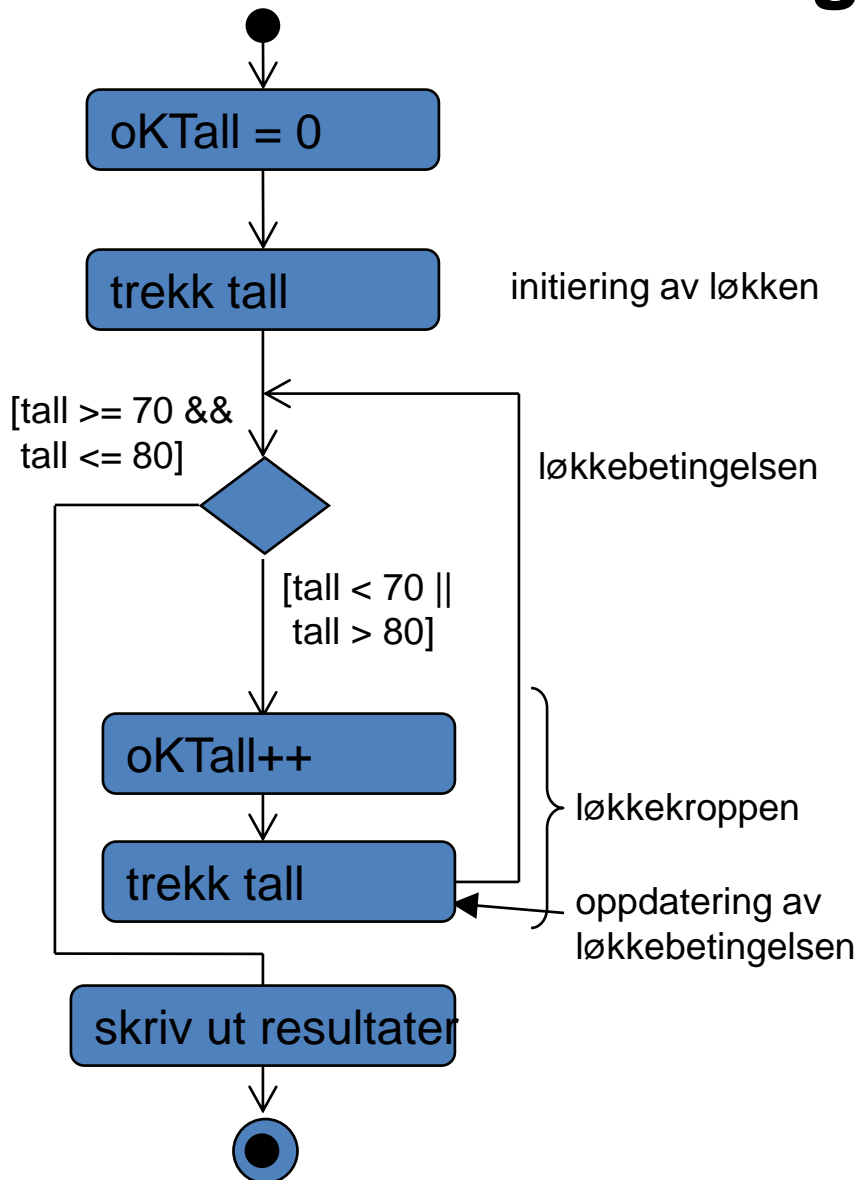 oKTall = 0
trekk tall
initiering av løkken
[tall >= 70 &&
tall <= 80]
løkkebetingelsen
[tall < 70 ||
tall > 80]
oKTall++
løkkekroppen
trekk tall
oppdatering av
løkkebetingelsen
skriv ut resultater